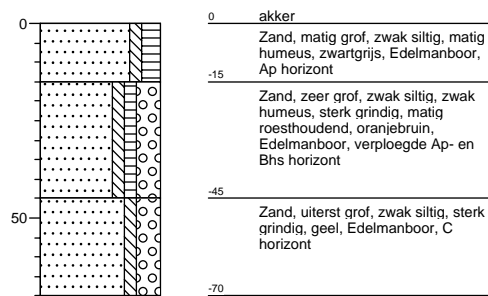 0
0 akker
Zand, matig grof, zwak siltig, matig
humeus, zwartgrijs, Edelmanboor,
Ap horizont
-15
Zand, zeer grof, zwak siltig, zwak
humeus, sterk grindig, matig
roesthoudend, oranjebruin,
Edelmanboor, verploegde Ap- en
Bhs horizont
-45
50
Zand, uiterst grof, zwak siltig, sterk
grindig, geel, Edelmanboor, C
horizont
-70